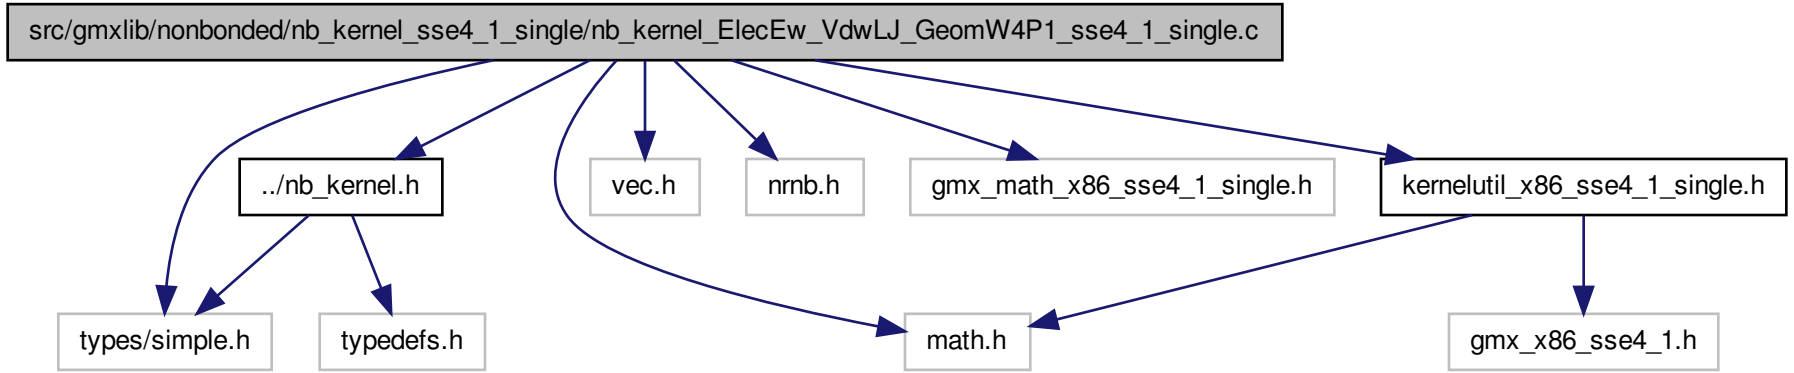 src/gmxlib/nonbonded/nb_kernel_sse4_1_single/nb_kernel_ElecEw_VdwLJ_GeomW4P1_sse4_1_single.c
../nb_kernel.h
vec.h
nrnb.h
gmx_math_x86_sse4_1_single.h
kernelutil_x86_sse4_1_single.h
types/simple.h
typedefs.h
math.h
gmx_x86_sse4_1.h